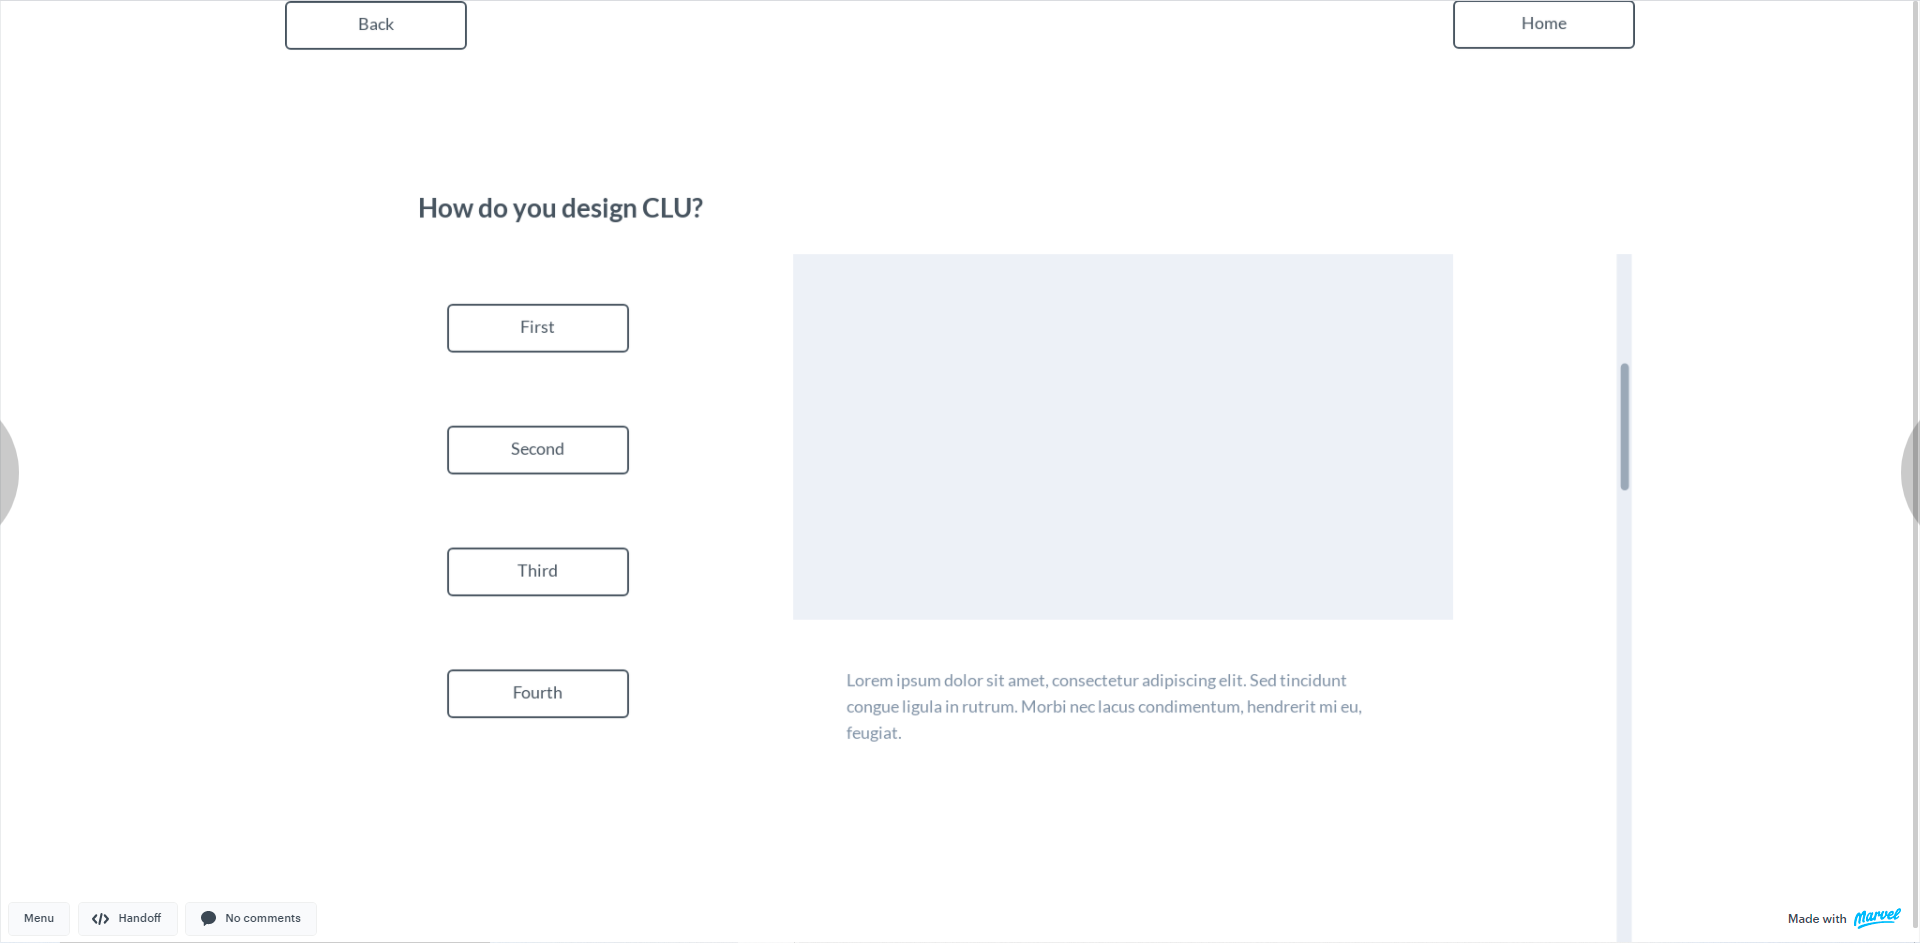 Back
Home
How do you design CLU?
First
Second
Third
Fourth
Lorem ipsum dolor sit amet, consectetur adipiscing elit. Sed tincidunt
congue ligula in rutrum. Morbi nec lacus condimentum, hendrerit mi eu,
feugiat.
Menu
Handoff
No comments
Made with Marvel